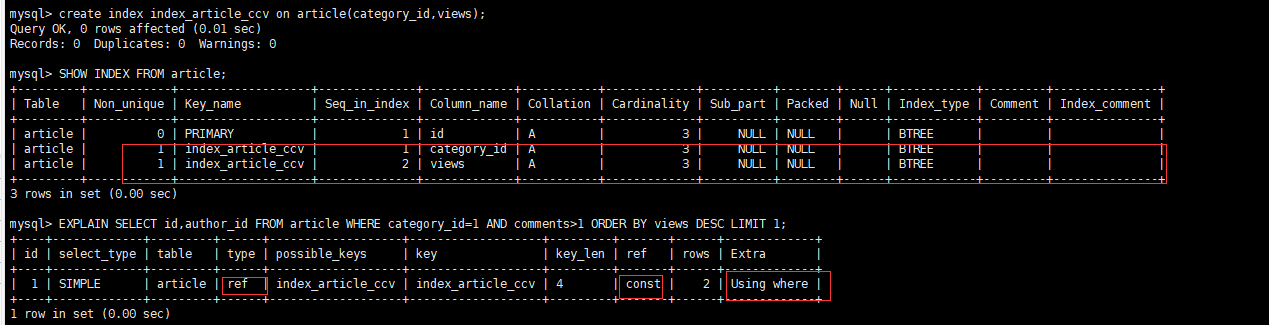 mysql> create index index_article_ccv on article(category_id,views);
Query OK, 0 rows affected (0.01 sec)
Records: 0  Duplicates: 0  Warnings: 0
mysql> SHOW INDEX FROM article;
+---------+------------+-------------------+--------------+-------------+-----------+-------------+----------+--------+------+------------+---------+---------------+
| Table   | Non_unique | Key_name          | Seq_in_index | Column_name | Collation | Cardinality | Sub_part | Packed | Null | Index_type | Comment | Index_comment |
+---------+------------+-------------------+--------------+-------------+-----------+-------------+----------+--------+------+------------+---------+---------------+
| article |          0 | PRIMARY           |            1 | id          | A         |           3 |     NULL | NULL   |      | BTREE      |         |               |
| article |          1 | index_article_ccv |            1 | category_id | A         |           3 |     NULL | NULL   |      | BTREE      |         |               |
| article |          1 | index_article_ccv |            2 | views       | A         |           3 |     NULL | NULL   |      | BTREE      |         |               |
+---------+------------+-------------------+--------------+-------------+-----------+-------------+----------+--------+------+------------+---------+---------------+
3 rows in set (0.00 sec)
mysql> EXPLAIN SELECT id,author_id FROM article WHERE category_id=1 AND comments>1 ORDER BY views DESC LIMIT 1;
+----+-------------+---------+------+-------------------+-------------------+---------+-------+------+-------------+
| id | select_type | table   | type | possible_keys     | key               | key_len | ref   | rows | Extra       |
+----+-------------+---------+------+-------------------+-------------------+---------+-------+------+-------------+
|  1 | SIMPLE      | article | ref  | index_article_ccv | index_article_ccv | 4       | const |    2 | Using where |
+----+-------------+---------+------+-------------------+-------------------+---------+-------+------+-------------+
1 row in set (0.00 sec)